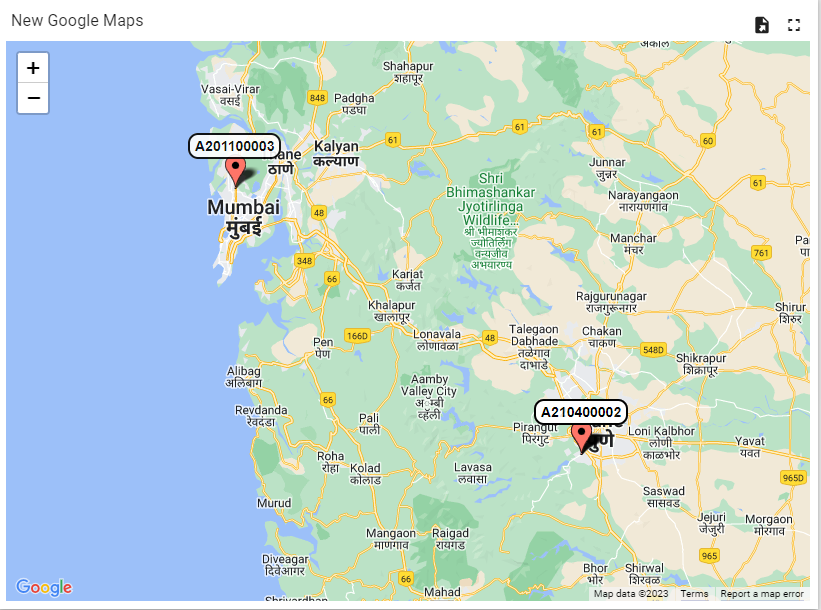 New Google Maps
+
−
अकोले
Shahapur
शहापूर
Vasai-Virar
वसई
848
Padgha
पडघा
61
61
61
60
A201100003
ठाणे
Kalyan
कल्याण
Mumbai
मुंबई
48
Shri
Bhimashankar
Jyotirlinga
Wildlife...
श्री भीमाशंकर
ज्योतिर्लिंग
वन्यजीव
अभयारण्य
Junnar
जुन्नर
61
Narayangaon
नारायणगांव
Manchar
मंचर
761
348
66
Karjat
कर्जत
Khalapur
खालापूर
Rajgurunagar
राजगुरूनगर
Shirur
शिरुर
Pen
पेण
166D
Lonavala
लोणावळा
48
Talegaon
Dabhade
तळेगाव
दाभाडे
Chakan
चाकण
548D
Shikrapur
शिक्रापूर
Alibag
अलिबाग
66
Aamby
Valley City
अॅम्बी
व्हॅली
Revdanda
रेवदंडा
Pali
पाली
A210400002
Pirangut
पिरंगुट
पुणे
Loni Kalbhor
लोणी
काळभोर
Yavat
यवत
Roha
रोहा
Kolad
कोलाड
Lavasa
लवासा
965D
Saswad
सासवड
Murud
Jejuri
जेजुरी
Morgaon
मोरगाव
Mangaon
माणगाव
Raigad
रायगड
965
Diveagar
दिवेआगर
66
Bhor
भोर
Shirwal
शिरवळ
Mahad
Shrivardhan
Google
Map data ©2023
Terms
Report a map error